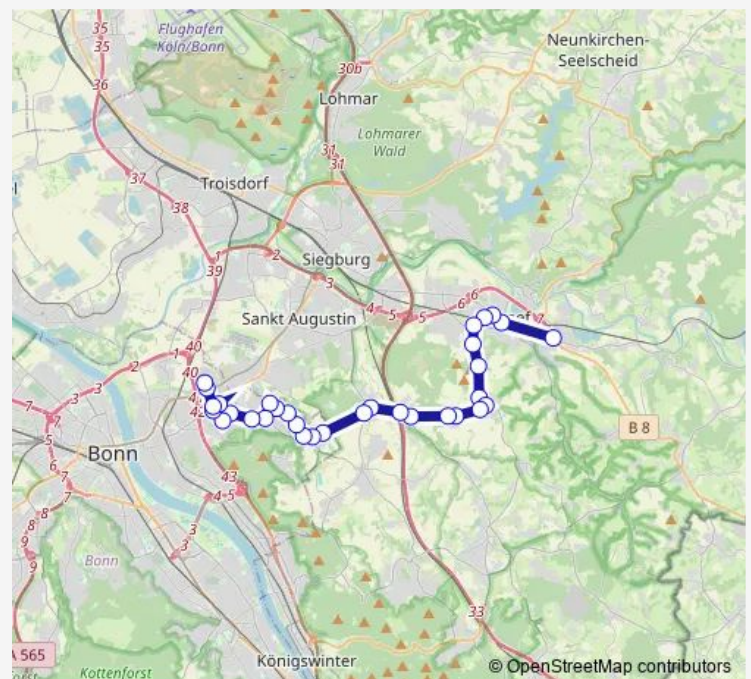 Flughafen
Köln/Bonn
Neunkirchen-
Seelscheid
35
35
36
30b
Lohmar
Lohmarer
Wald
31
31
37
Troisdorf
38
1
2
39
Siegburg
3
4
5
5
6
6
7
Sankt Augustin
sef
40
1
2
3
3
40
7
7
42
5
6
7
7
Bonn
B 8
43
4
5
3
3
8
8
9
9
Bonn
33
A 565
Königswinter
Kottenforst
© OpenStreetMap contributors